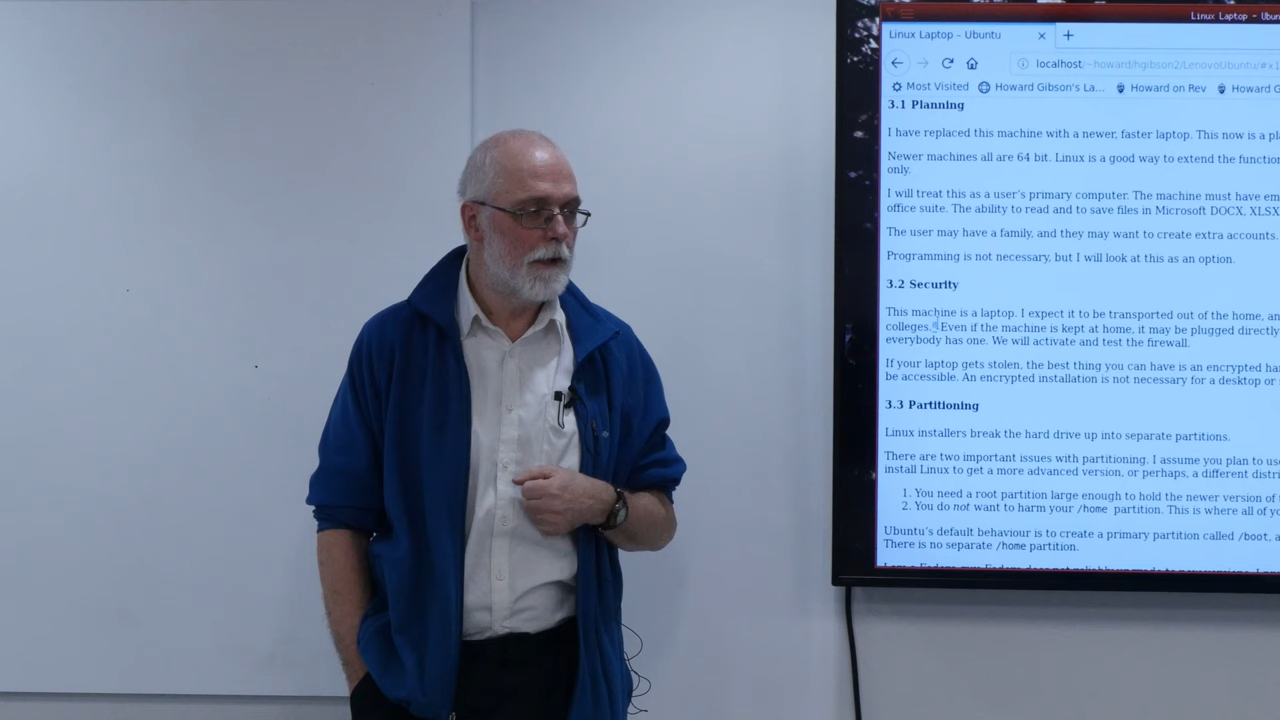 Linux Laptop - Ubun
Linux Laptop - Ubuntu
localhost/~howard/hgibson2/LenovoUbuntu/#x1
Most Visited Howard Gibson's La... Howard on Rev Howard G
3.1 Planning
I have replaced this machine with a newer, faster laptop. This now is a pl
Newer machines all are 64 bit. Linux is a good way to extend the function
only.
I will treat this as a user's primary computer. The machine must have em
office suite. The ability to read and to save files in Microsoft DOCX, XLSX
The user may have a family, and they may want to create extra accounts.
Programming is not necessary, but I will look at this as an option.
3.2 Security
This machine is a laptop. I expect it to be transported out of the home, an
colleges. Even if the machine is kept at home, it may be plugged directly
everybody has one. We will activate and test the firewall.
If your laptop gets stolen, the best thing you can have is an encrypted ha
be accessible. An encrypted installation is not necessary for a desktop or
3.3 Partitioning
Linux installers break the hard drive up into separate partitions.
There are two important issues with partitioning. I assume you plan to us
install Linux to get a more advanced version, or perhaps, a different distri
1. You need a root partition large enough to hold the newer version of
2. You do not want to harm your /home partition. This is where all of yo
Ubuntu's default behaviour is to create a primary partition called /boot, a
There is no separate /home partition.